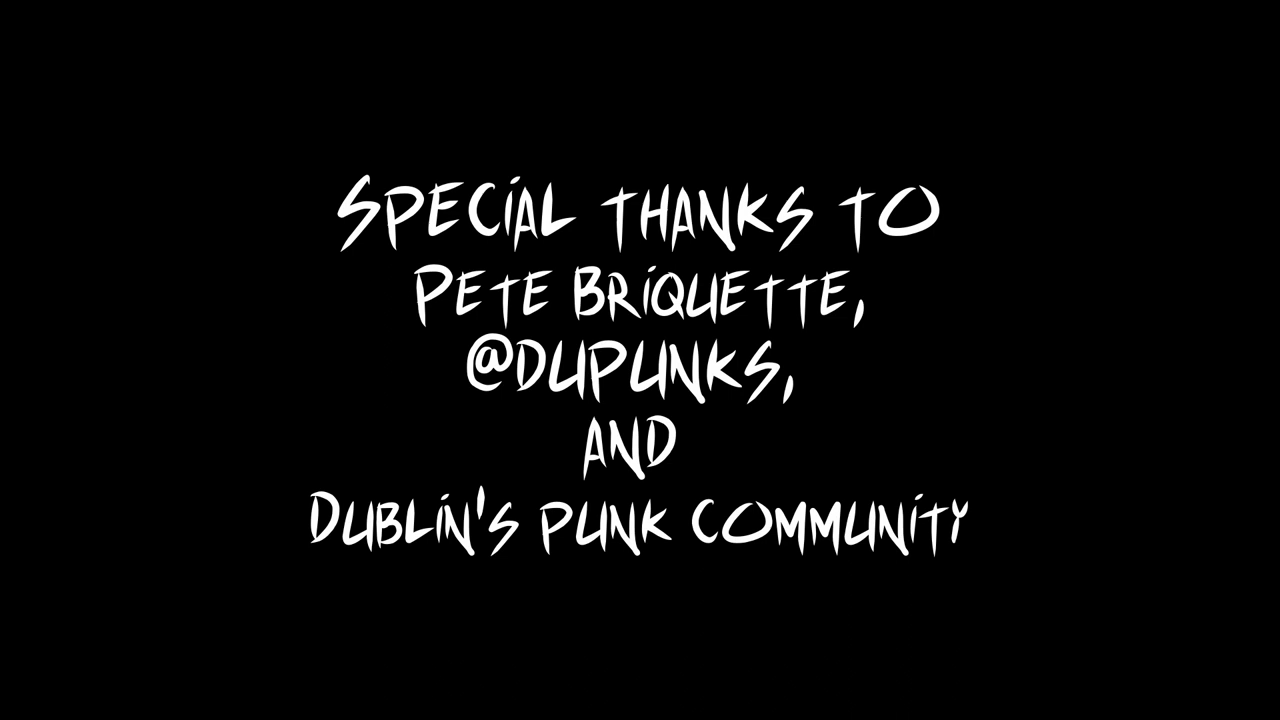 Special thanks to
Pete Briquette,
@dupunks,
and
Dublin's punk community